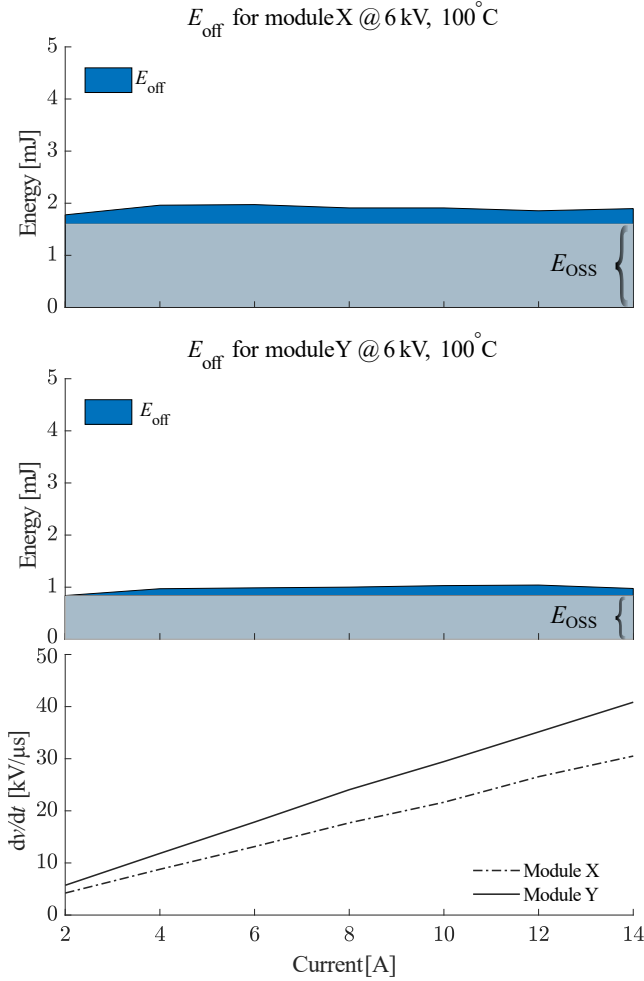 E_off for module X @ 6 kV, 100°C
5
E_off
4
3
2
1
0
Energy [mJ]
E_OSS {
E_off for module Y @ 6 kV, 100°C
5
E_off
4
3
2
1
0
Energy [mJ]
E_OSS {
50
40
30
20
10
0
dv/dt [kV/µs]
Module X
Module Y
2 4 6 8 10 12 14
Current [A]